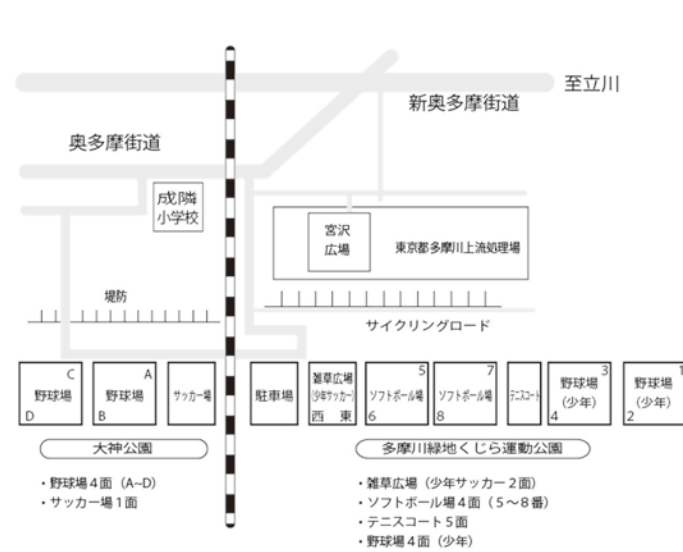 至立川
新奥多摩街道
奥多摩街道
成隣
小学校
宮沢
広場
東京都多摩川上流処理場
堤防
サイクリングロード
C
野球場
D
A
野球場
B
サッカー場
駐車場
雑草広場
(少年サッカー)
西 東
5
ソフトボール場
6
7
ソフトボール場
8
テニスコート
3
野球場
(少年)
4
1
野球場
(少年)
2
大神公園
多摩川緑地くじら運動公園
・野球場4面（A~D）
・サッカー場1面
・雑草広場（少年サッカー2面）
・ソフトボール場4面（5～8番）
・テニスコート5面
・野球場4面（少年）